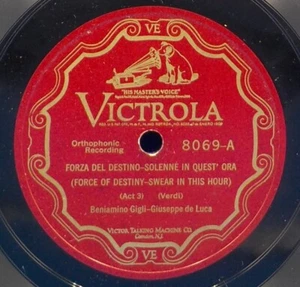 VE
"HIS MASTER'S VOICE"
VICTROLA
Orthophonic
Recording
8069-A
FORZA DEL DESTINO-SOLENNE IN QUEST' ORA
(FORCE OF DESTINY-SWEAR IN THIS HOUR)
(Act 3) (Verdi)
Beniamino Gigli-Giuseppe de Luca
VICTOR TALKING MACHINE CO.
Camden, N.J.
VE